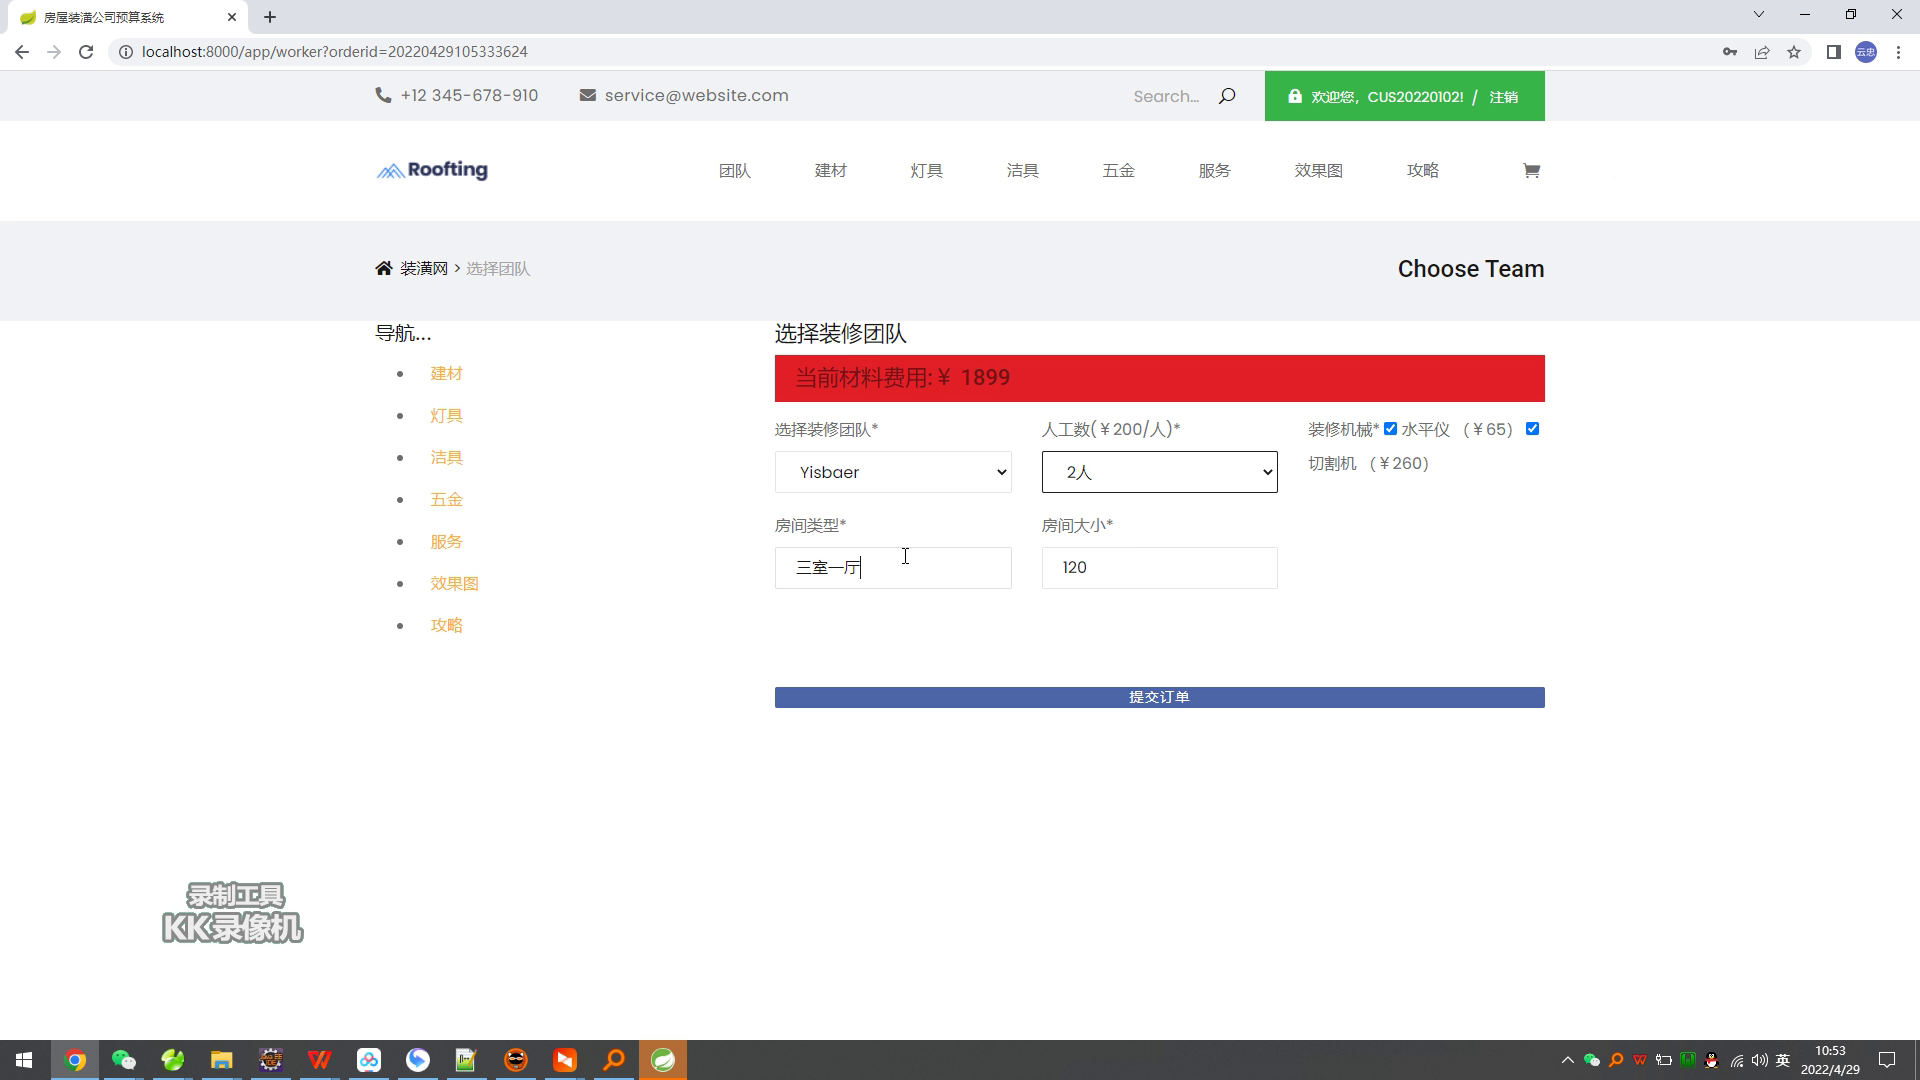 房屋装潢公司预算系统
localhost:8000/app/worker?orderid=20220429105333624
云忠
+12 345-678-910
service@website.com
Search...
欢迎您，CUS20220102! / 注销
Roofting
团队
建材
灯具
洁具
五金
服务
效果图
攻略
装潢网 > 选择团队
Choose Team
导航...
建材
灯具
洁具
五金
服务
效果图
攻略
选择装修团队
当前材料费用:￥ 1899
选择装修团队*
Yisbaer
人工数(￥200/人)*
2人
装修机械* 水平仪 （￥65）
切割机 （￥260）
房间类型*
三室一厅
房间大小*
120
提交订单
录制工具
KK录像机
英
10:53
2022/4/29